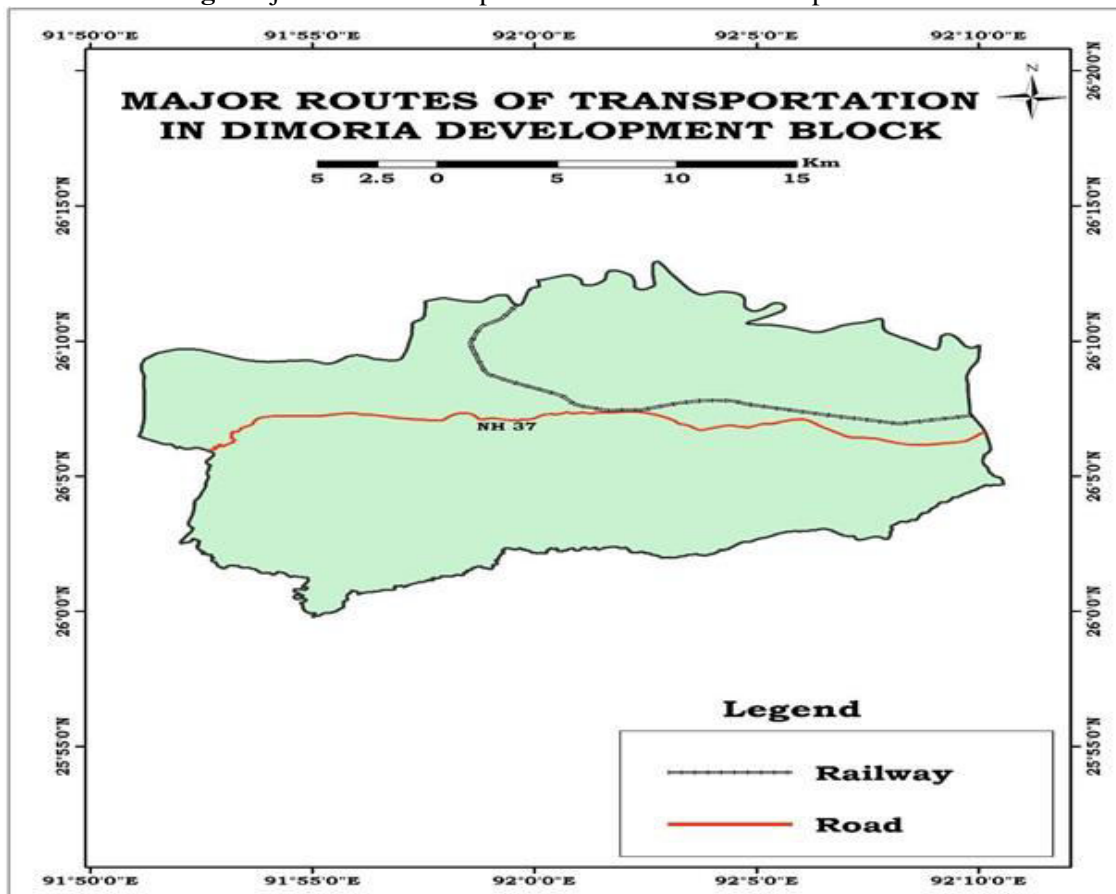 91°50'0"E 91°55'0"E 92°0'0"E 92°5'0"E 92°10'0"E
26°20'0"N
Z
MAJOR ROUTES OF TRANSPORTATION
IN DIMORIA DEVELOPMENT BLOCK
Km
5 2.5 0 5 10 15
26°15'0"N 26°15'0"N
26°10'0"N 26°10'0"N
NH 37
26°5'0"N 26°5'0"N
26°0'0"N 26°0'0"N
Legend
25°55'0"N 25°55'0"N
Railway
Road
91°50'0"E 91°55'0"E 92°0'0"E 92°5'0"E 92°10'0"E